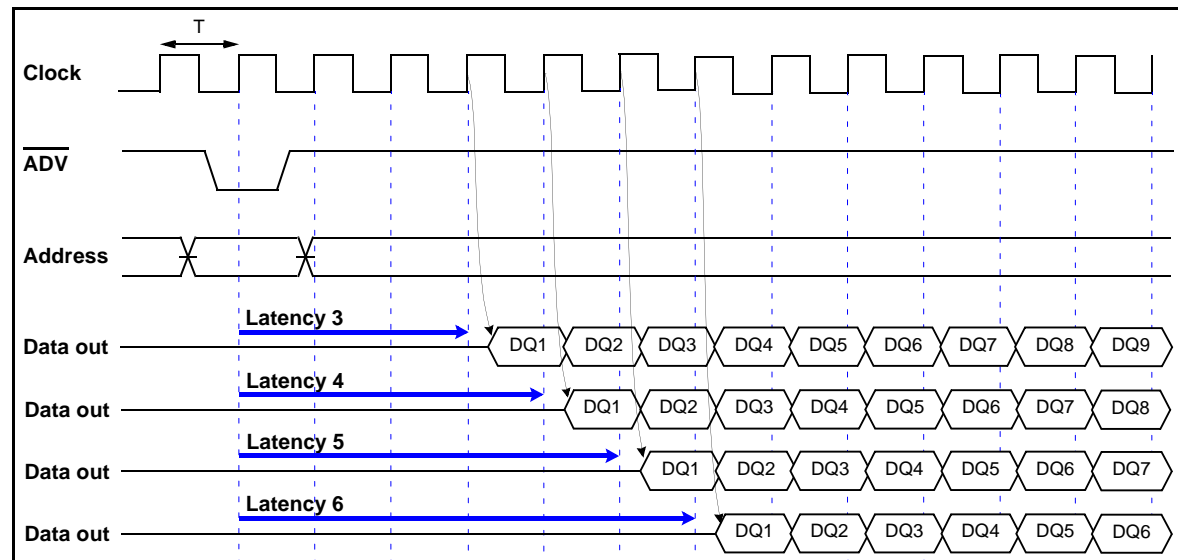 T
Clock
ADV
Address
Latency 3
Data out DQ1 DQ2 DQ3 DQ4 DQ5 DQ6 DQ7 DQ8 DQ9
Latency 4
Data out DQ1 DQ2 DQ3 DQ4 DQ5 DQ6 DQ7 DQ8
Latency 5
Data out DQ1 DQ2 DQ3 DQ4 DQ5 DQ6 DQ7
Latency 6
Data out DQ1 DQ2 DQ3 DQ4 DQ5 DQ6